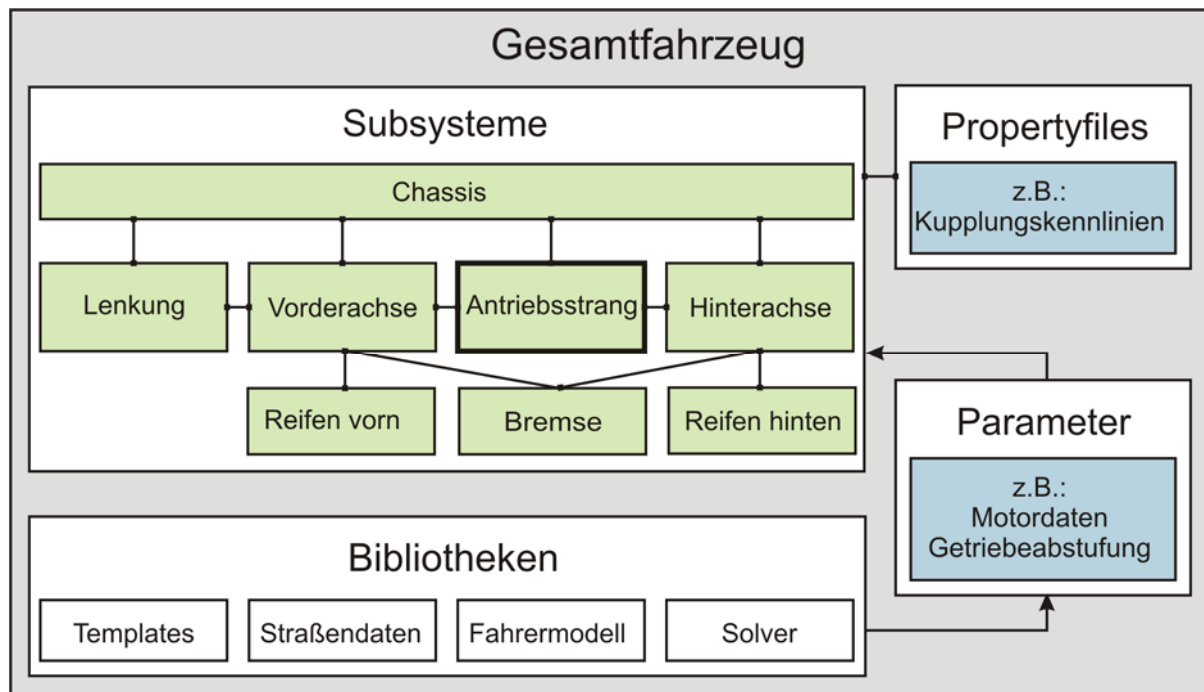 Gesamtfahrzeug
Subsysteme
Chassis
Lenkung
Vorderachse
Antriebsstrang
Hinterachse
Reifen vorn
Bremse
Reifen hinten
Propertyfiles
z.B.:
Kupplungskennlinien
Parameter
z.B.:
Motordaten
Getriebeabstufung
Bibliotheken
Templates
Straßendaten
Fahrermodell
Solver